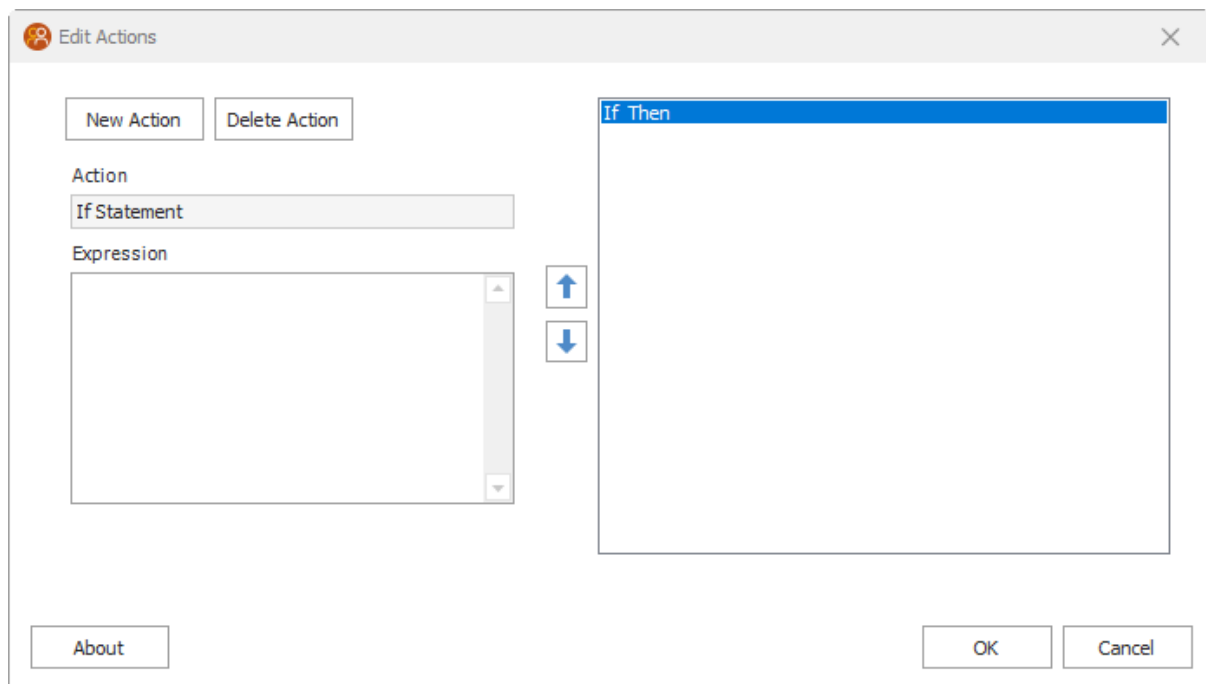 Edit Actions
New Action
Delete Action
Action
If Statement
Expression
If Then
About
OK
Cancel